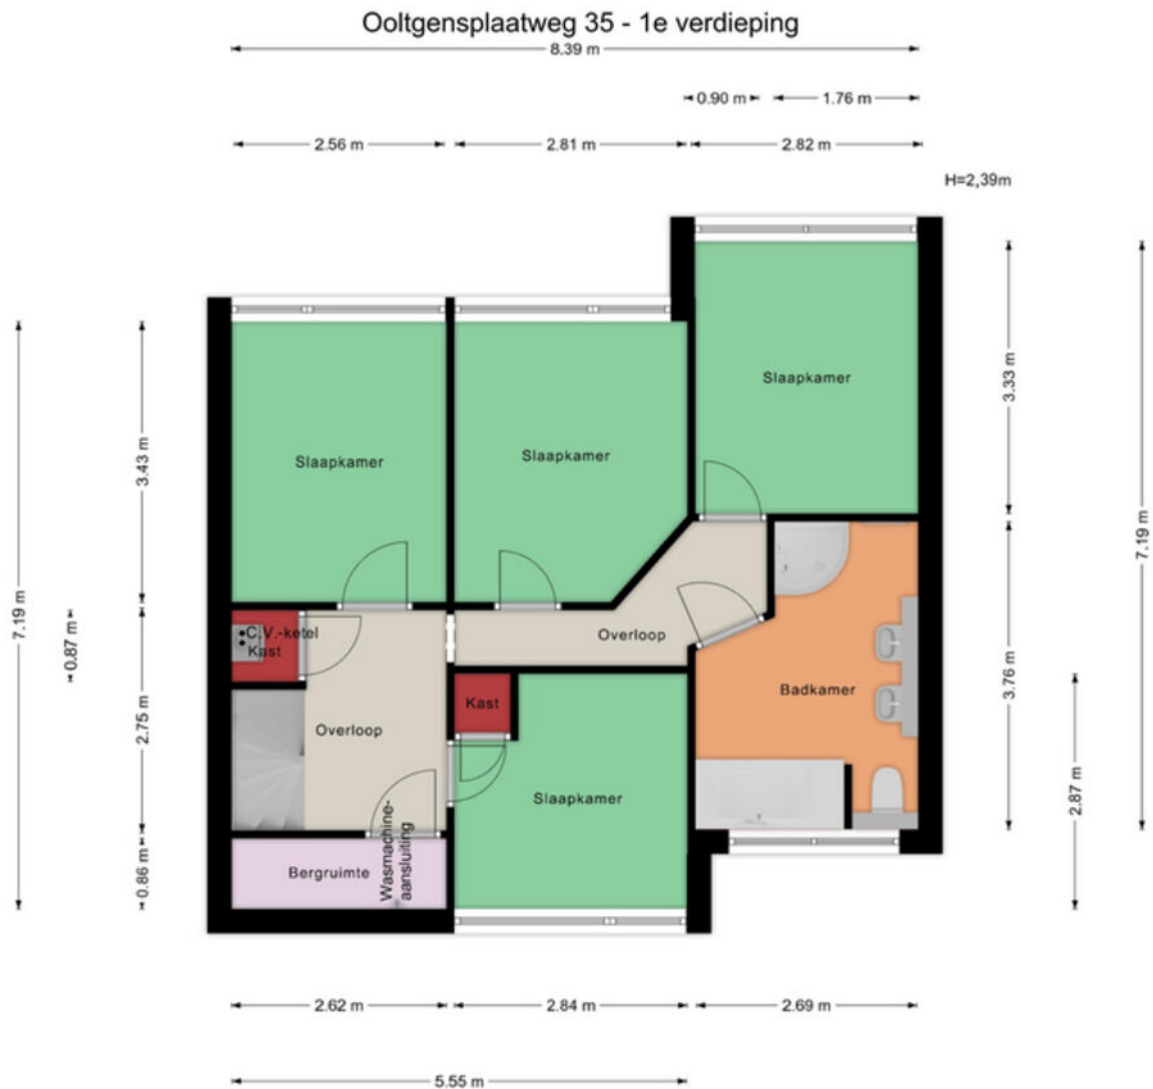 Ooltgensplaatweg 35 - 1e verdieping
8.39 m
0.90 m
1.76 m
2.56 m
2.81 m
2.82 m
H=2,39m
Slaapkamer
Slaapkamer
Slaapkamer
3.33 m
3.43 m
7.19 m
7.19 m
0.87 m
C.V.-ketel
Kast
Overloop
3.76 m
Badkamer
Kast
2.75 m
Overloop
Slaapkamer
2.87 m
Wasmachine-
aansluiting
Bergruimte
0.86 m
2.62 m
2.84 m
2.69 m
5.55 m